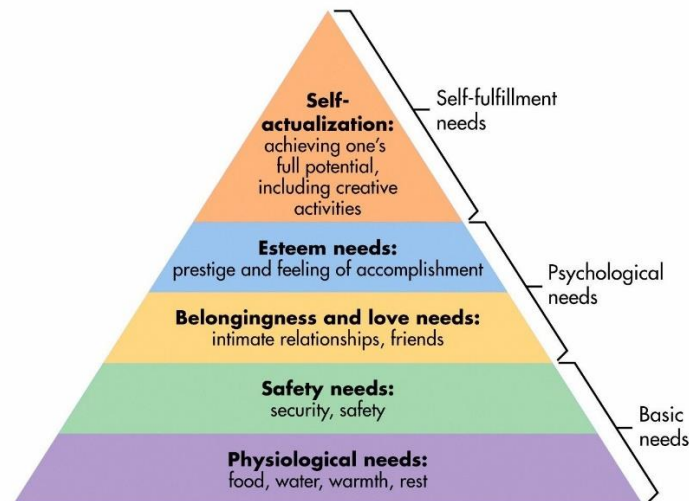 Self-
actualization:
achieving one's
full potential,
including creative
activities
Self-fulfillment
needs
Esteem needs:
prestige and feeling of accomplishment
Psychological
needs
Belongingness and love needs:
intimate relationships, friends
Safety needs:
security, safety
Basic
needs
Physiological needs:
food, water, warmth, rest